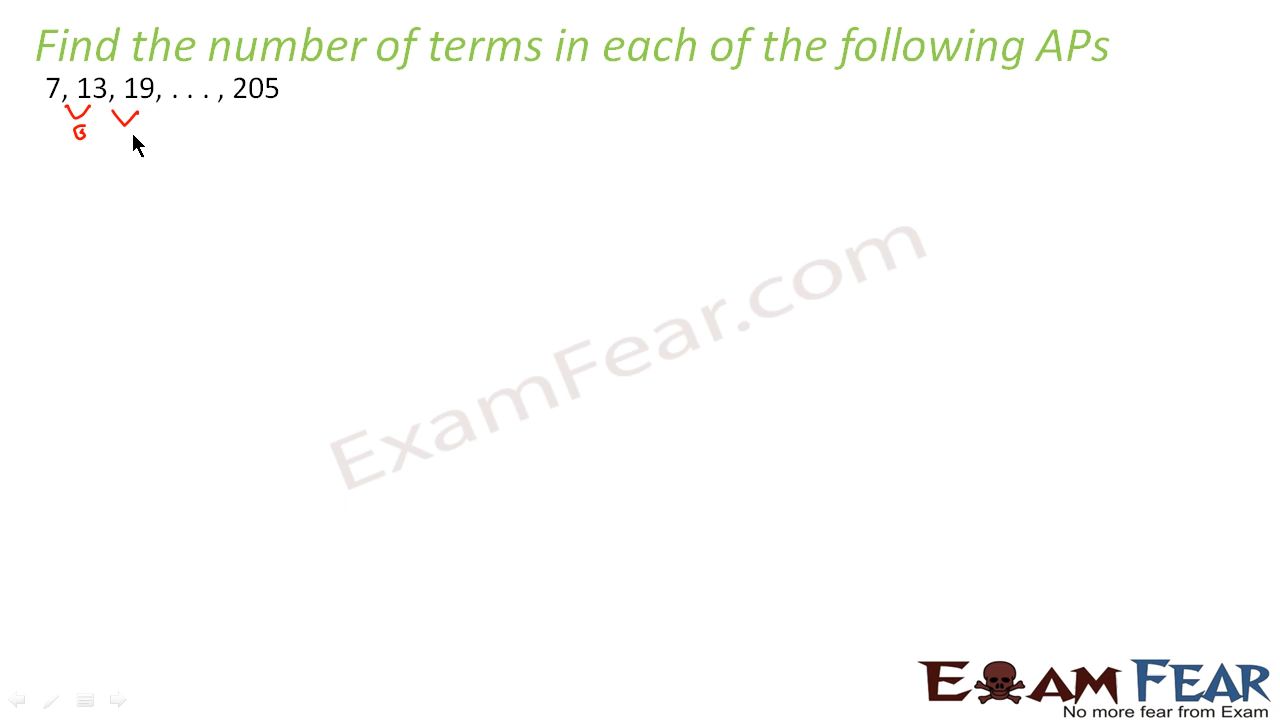 Find the number of terms in each of the following APs
7, 13, 19, . . . , 205
6
ExamFear.com
EXAM FEAR
No more fear from Exam